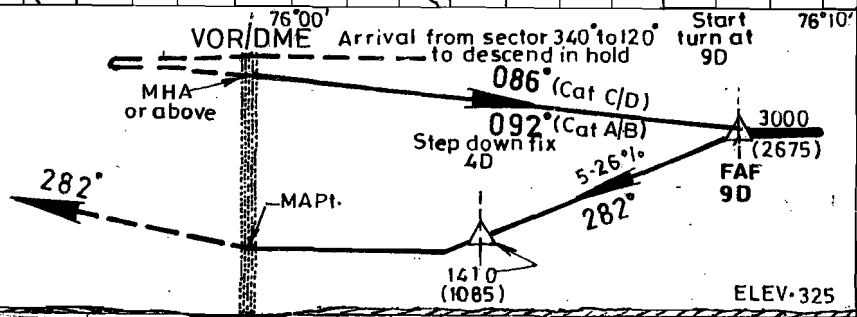 76°00'
76°10'
VOR/DME
Arrival from sector 340° to 120°
to descend in hold
Start
turn at
9D
MHA
or above
086° (Cat C/D)
092° (Cat A/B)
Step down fix
4D
3000
(2675)
FAF
9D
5·26%
282°
282°
MAPt.
1410
(1085)
ELEV·325